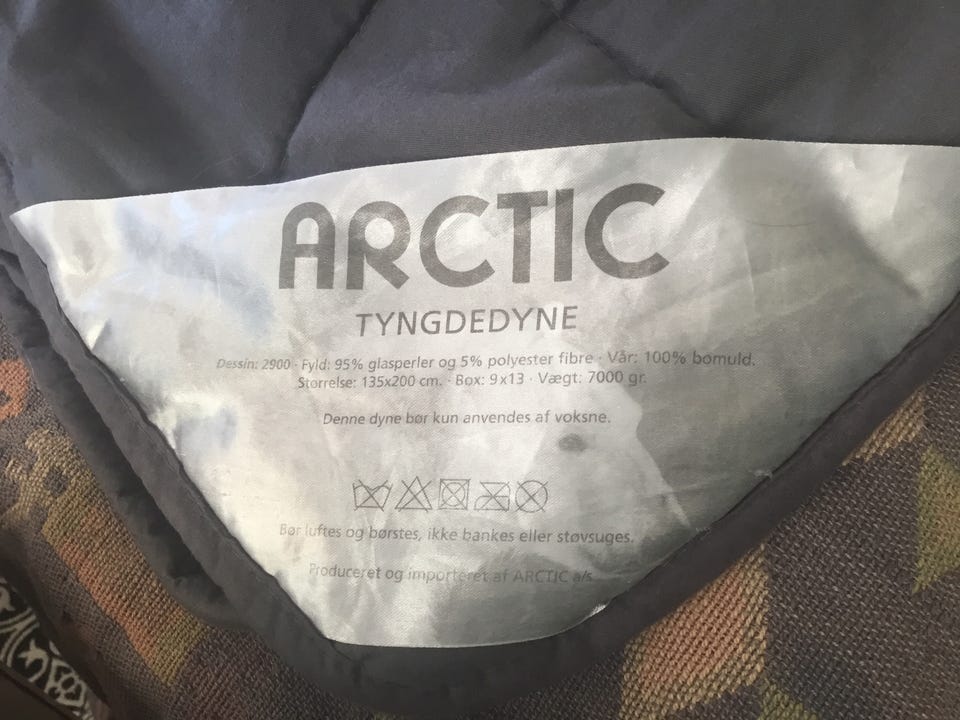 ARCTIC
TYNGDEDYNE
Dessin: 2900 · Fyld: 95% glasperler og 5% polyester fibre · Vår: 100% bomuld.
Størrelse: 135x200 cm. · Box: 9x13 · Vægt: 7000 gr.
Denne dyne bør kun anvendes af voksne.
Bør luftes og børstes, ikke bankes eller støvsuges.
Produceret og importeret af ARCTIC a/s